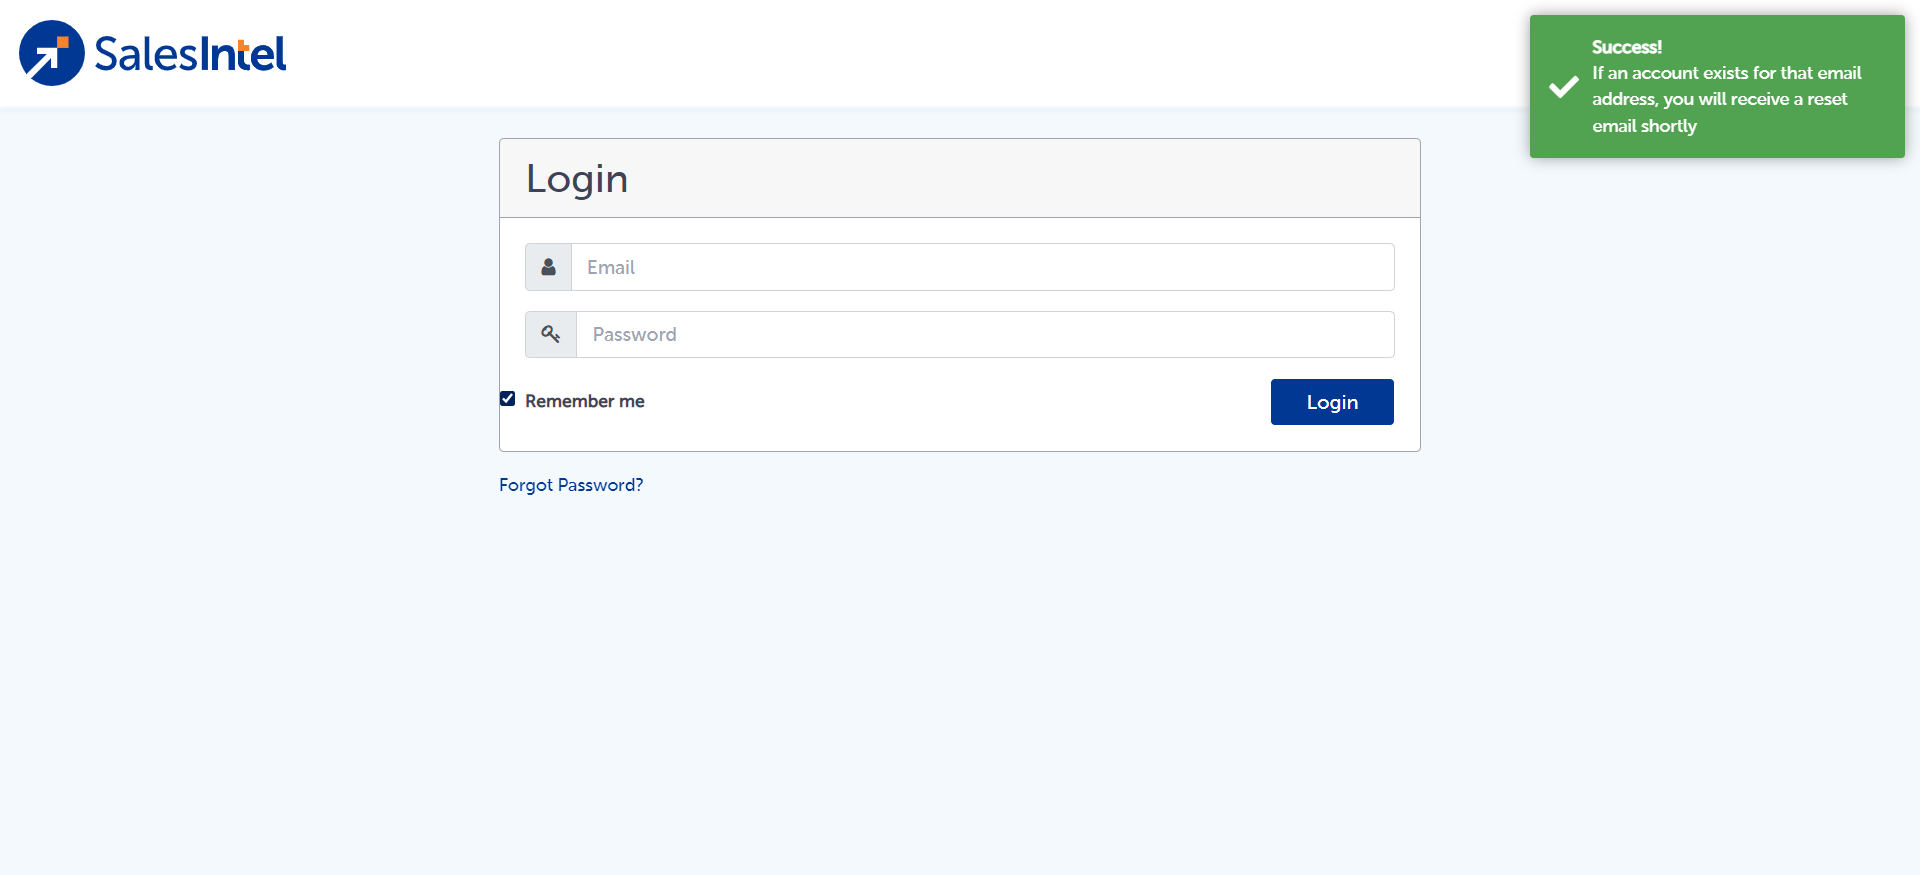 SalesIntel
Success!
If an account exists for that email
address, you will receive a reset
email shortly
Login
Email
Password
Remember me
Login
Forgot Password?